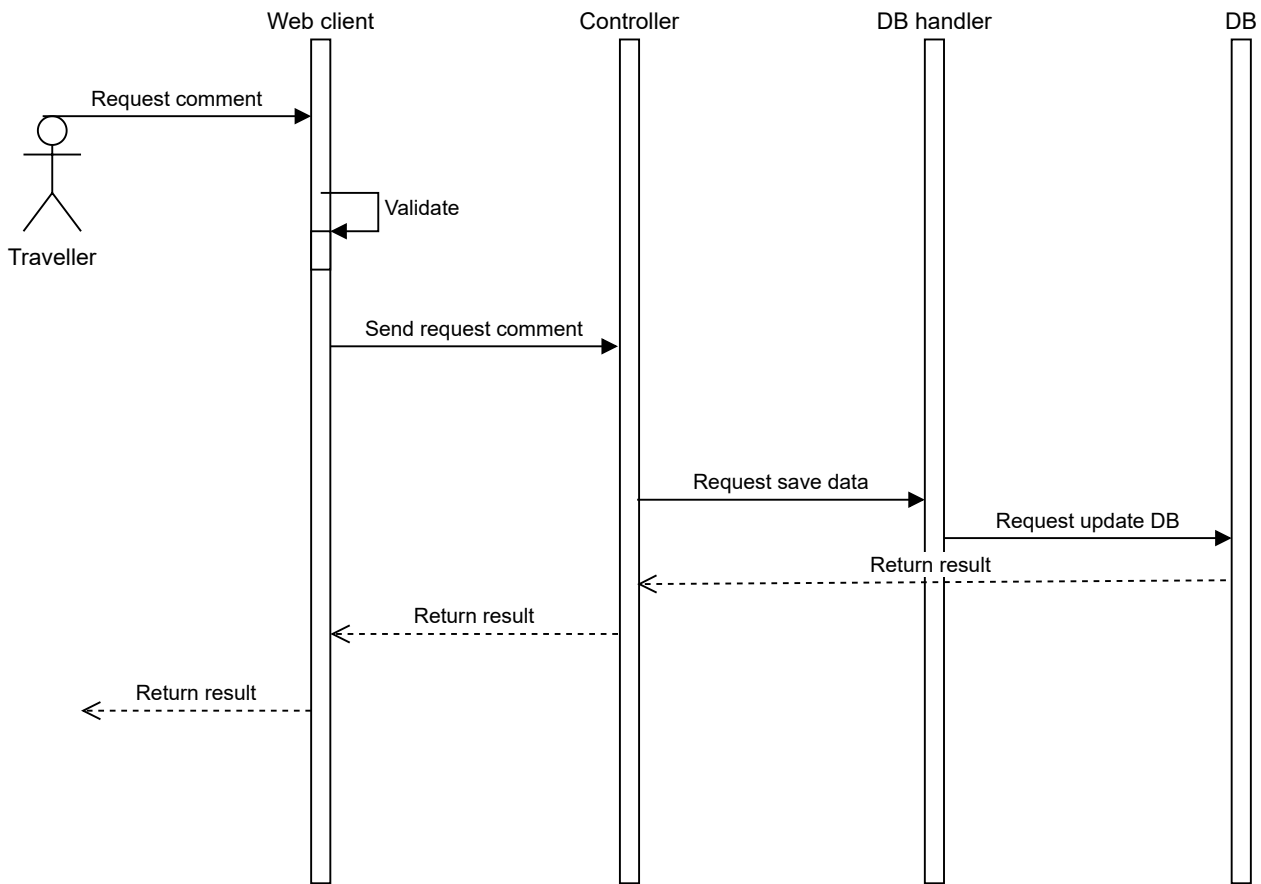 Web client
Controller
DB handler
DB
Request comment
Validate
Traveller
Send request comment
Request save data
Request update DB
Return result
Return result
Return result